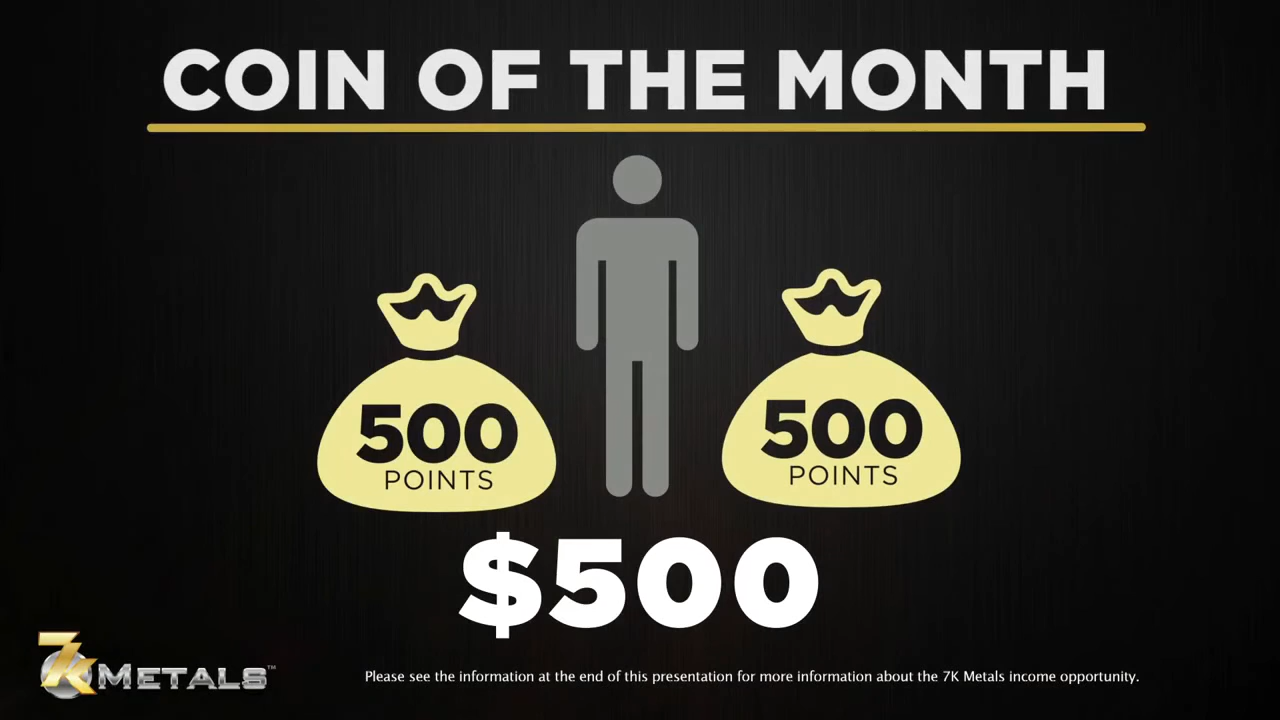 COIN OF THE MONTH
500
POINTS
500
POINTS
$500
7K METALS™
Please see the information at the end of this presentation for more information about the 7K Metals income opportunity.